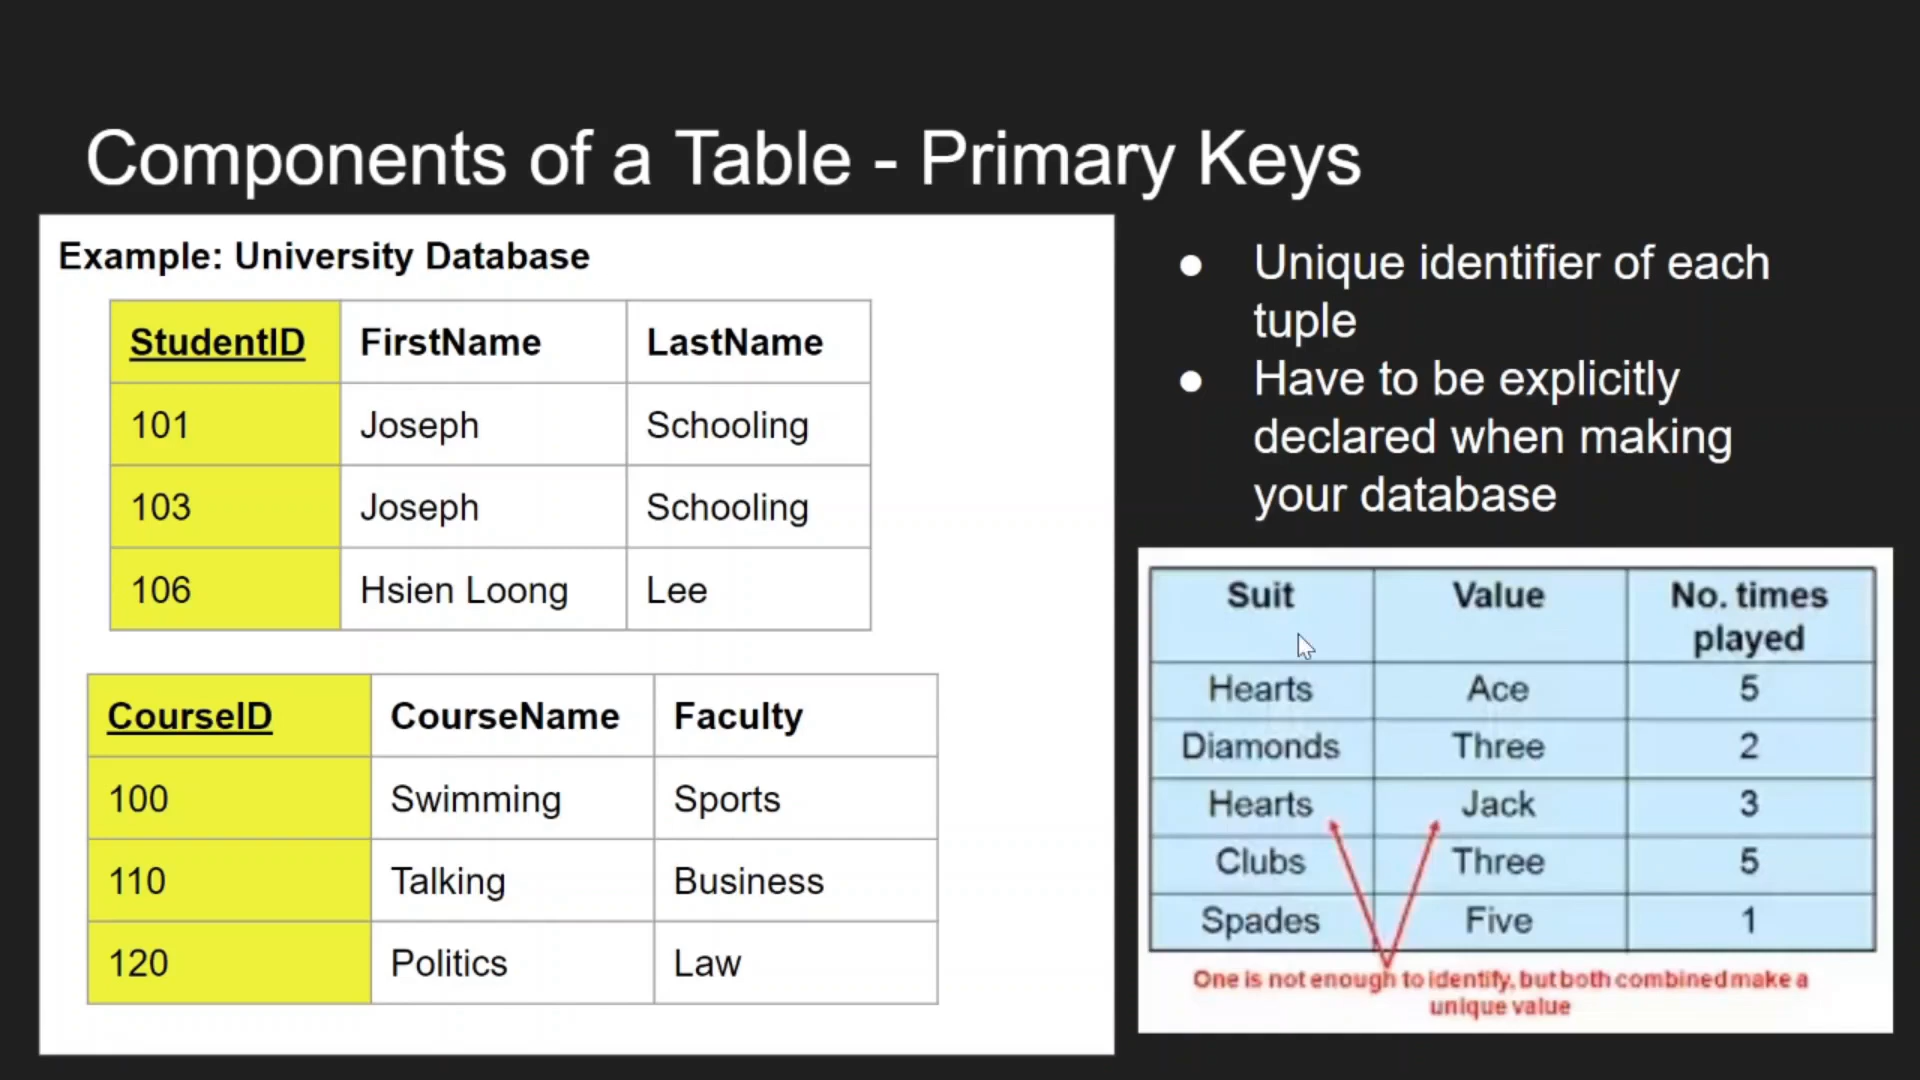 Components of a Table - Primary Keys
Example: University Database
StudentID FirstName LastName
101 Joseph Schooling
103 Joseph Schooling
106 Hsien Loong Lee
CourseID CourseName Faculty
100 Swimming Sports
110 Talking Business
120 Politics Law
● Unique identifier of each
tuple
● Have to be explicitly
declared when making
your database
Suit Value No. times
played
Hearts Ace 5
Diamonds Three 2
Hearts Jack 3
Clubs Three 5
Spades Five 1
One is not enough to identify, but both combined make a
unique value